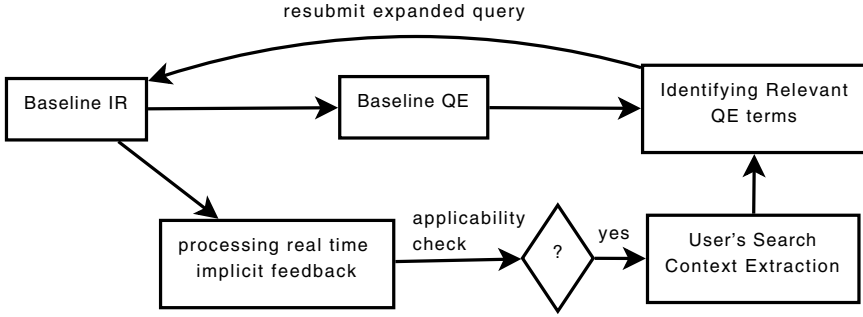 resubmit expanded query
Baseline IR
Baseline QE
Identifying Relevant
QE terms
processing real time
implicit feedback
applicability
check
?
yes
User's Search
Context Extraction